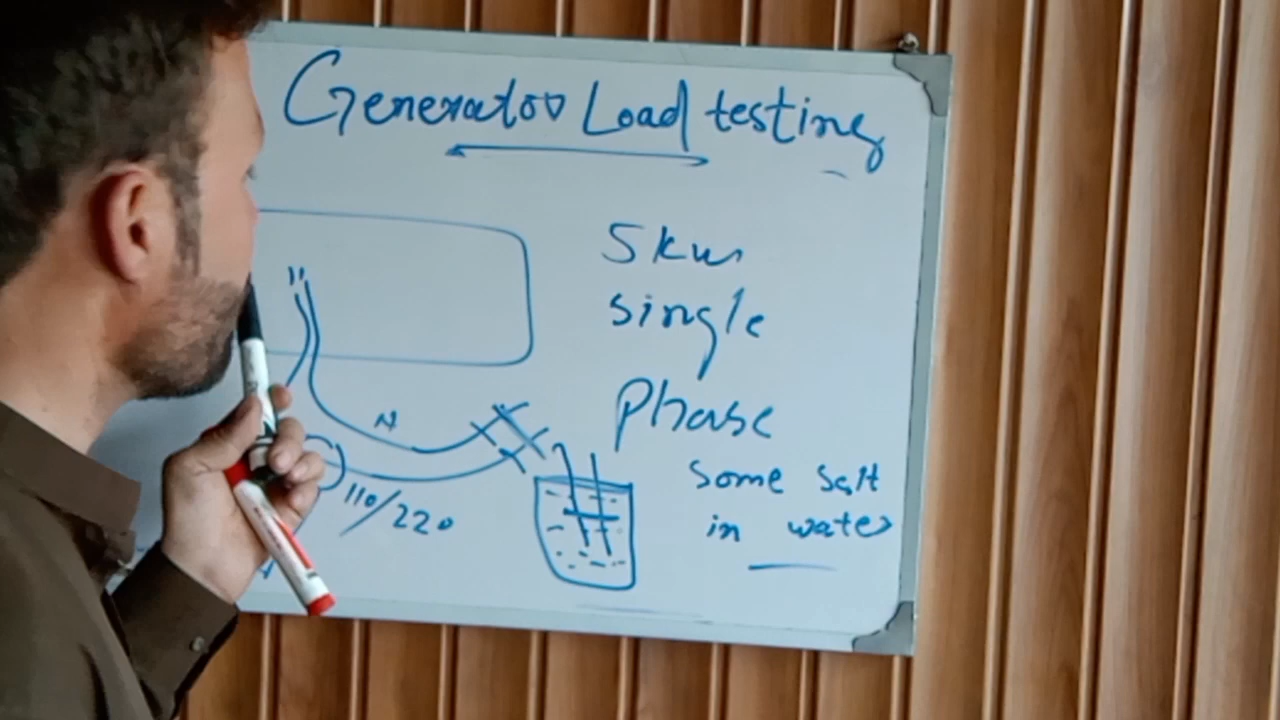 Generator Load testing
5kw
single
Phase
N
110/220
some salt
in water